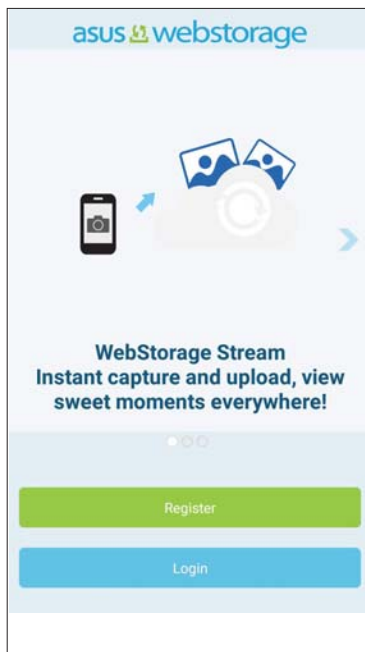 asus webstorage
WebStorage Stream
Instant capture and upload, view
sweet moments everywhere!
Register
Login